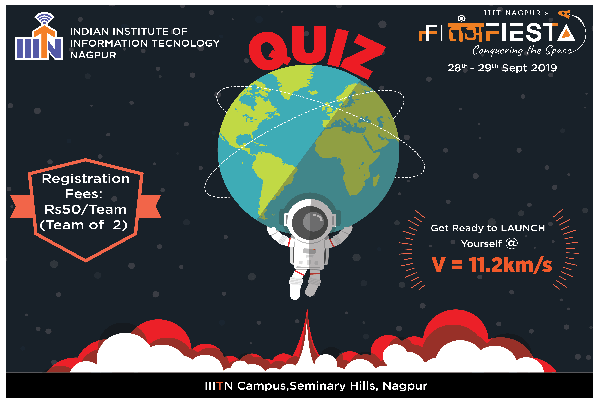 IIITN
INDIAN INSTITUTE OF
INFORMATION TECNOLOGY
NAGPUR
QUIZ
IIIT NAGPUR's
FIESTA
Conquering the Space
28th - 29th Sept 2019
Registration
Fees:
Rs50/Team
(Team of 2)
Get Ready to LAUNCH
Yourself @
V = 11.2km/s
IIITN Campus,Seminary Hills, Nagpur